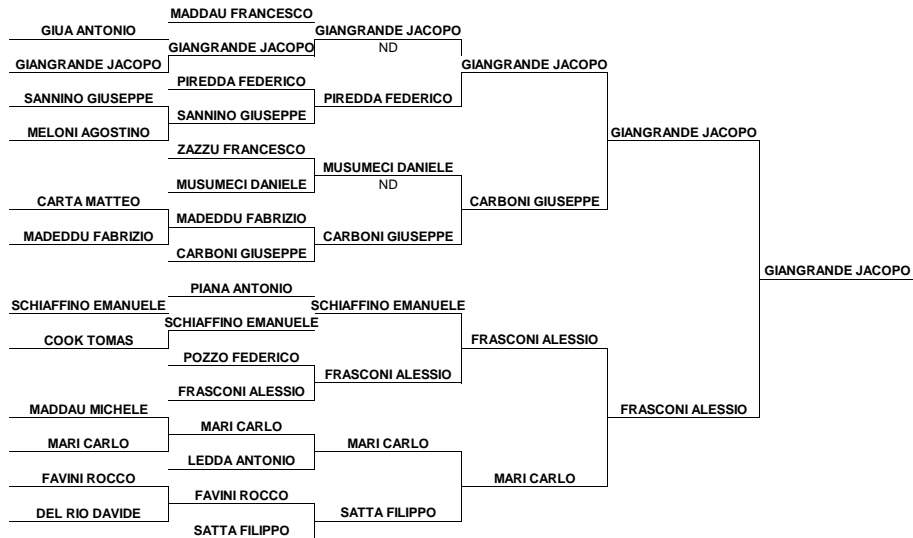 MADDAU FRANCESCO
GIUA ANTONIO
GIANGRANDE JACOPO
GIANGRANDE JACOPO
ND
GIANGRANDE JACOPO
GIANGRANDE JACOPO
PIREDDA FEDERICO
SANNINO GIUSEPPE
PIREDDA FEDERICO
SANNINO GIUSEPPE
MELONI AGOSTINO
GIANGRANDE JACOPO
ZAZZU FRANCESCO
MUSUMECI DANIELE
MUSUMECI DANIELE
ND
CARTA MATTEO
CARBONI GIUSEPPE
MADEDDU FABRIZIO
MADEDDU FABRIZIO
CARBONI GIUSEPPE
CARBONI GIUSEPPE
GIANGRANDE JACOPO
PIANA ANTONIO
SCHIAFFINO EMANUELE
SCHIAFFINO EMANUELE
SCHIAFFINO EMANUELE
COOK TOMAS
FRASCONI ALESSIO
POZZO FEDERICO
FRASCONI ALESSIO
FRASCONI ALESSIO
MADDAU MICHELE
FRASCONI ALESSIO
MARI CARLO
MARI CARLO
MARI CARLO
LEDDA ANTONIO
FAVINI ROCCO
MARI CARLO
FAVINI ROCCO
DEL RIO DAVIDE
SATTA FILIPPO
SATTA FILIPPO